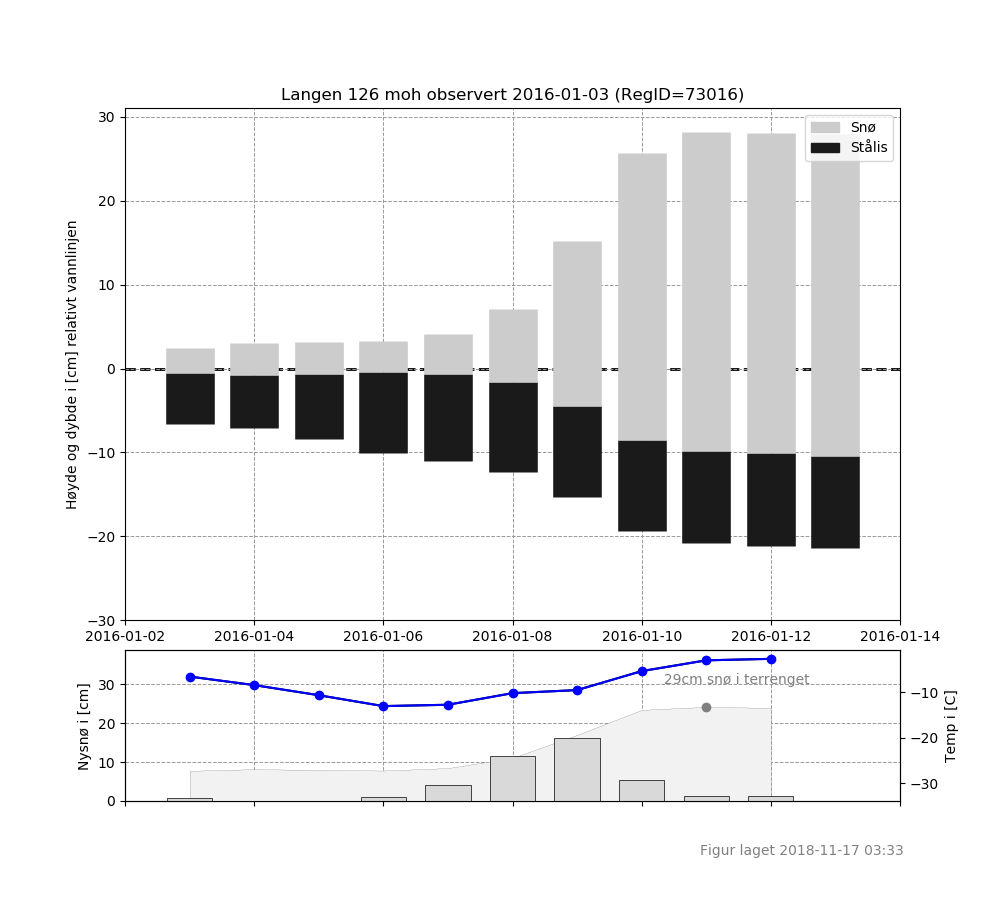 Langen 126 moh observert 2016-01-03 (RegID=73016)
Snø
Stålis
Høyde og dybde i [cm] relativt vannlinjen
30
20
10
0
−10
−20
−30
2016-01-02 2016-01-04 2016-01-06 2016-01-08 2016-01-10 2016-01-12 2016-01-14
29cm snø i terrenget
Nysnø i [cm]
30
20
10
0
Temp i [C]
−10
−20
−30
Figur laget 2018-11-17 03:33